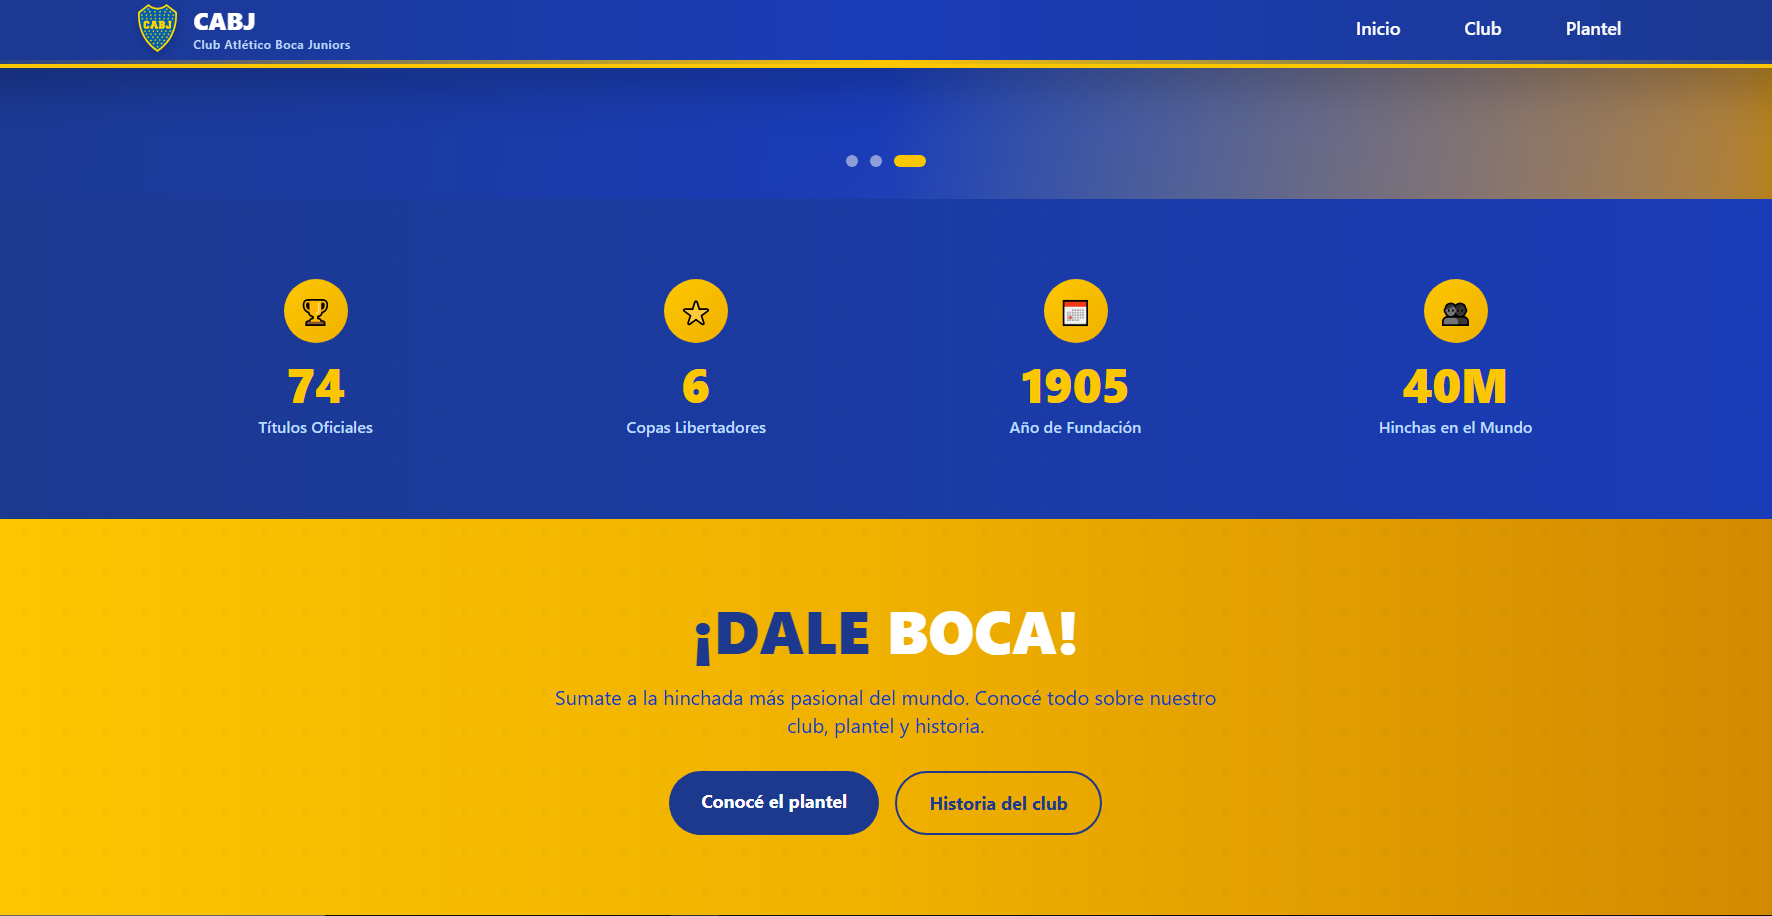 CABJ
CABJ
Club Atlético Boca Juniors
Inicio
Club
Plantel
74
Títulos Oficiales
6
Copas Libertadores
1905
Año de Fundación
40M
Hinchas en el Mundo
¡DALE BOCA!
Sumate a la hinchada más pasional del mundo. Conocé todo sobre nuestro
club, plantel y historia.
Conocé el plantel
Historia del club